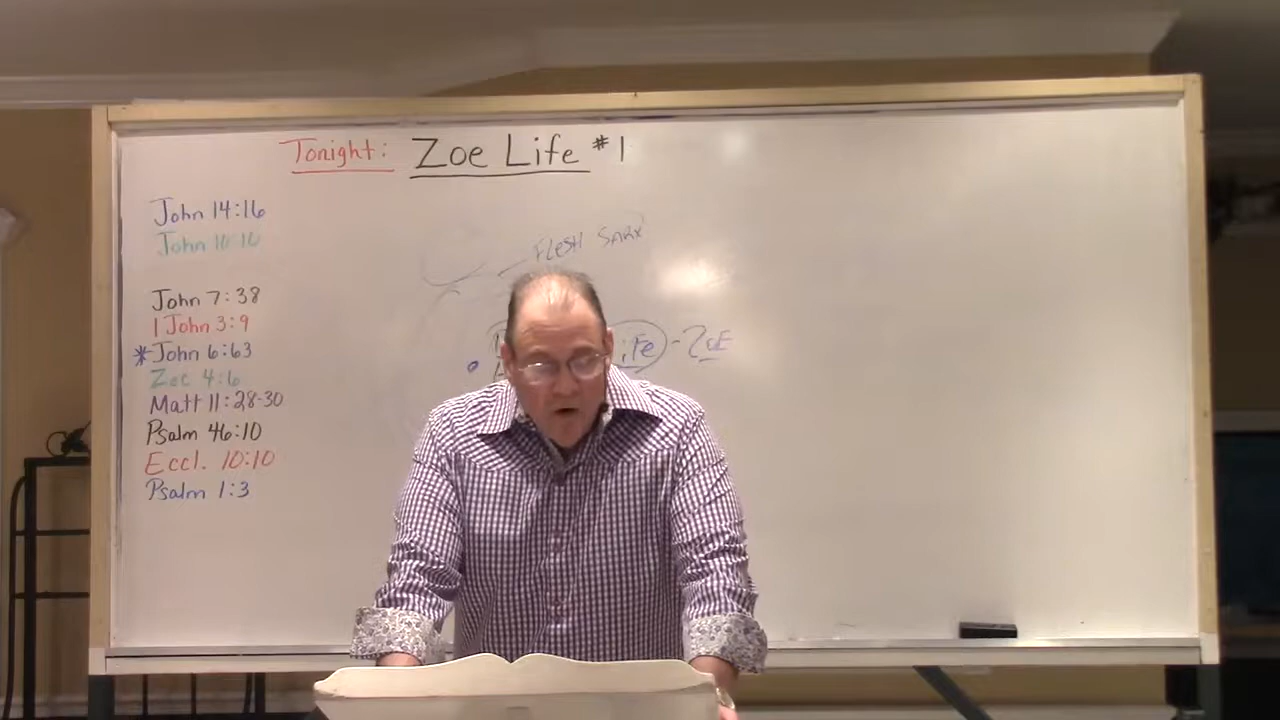 Tonight: Zoe Life #1
John 14:16
John 10:10
John 7:38
1 John 3:9
*John 6:63
Zec 4:6
Matt 11:28-30
Psalm 46:10
Eccl. 10:10
Psalm 1:3
FLESH SARX
iFe - ZoE